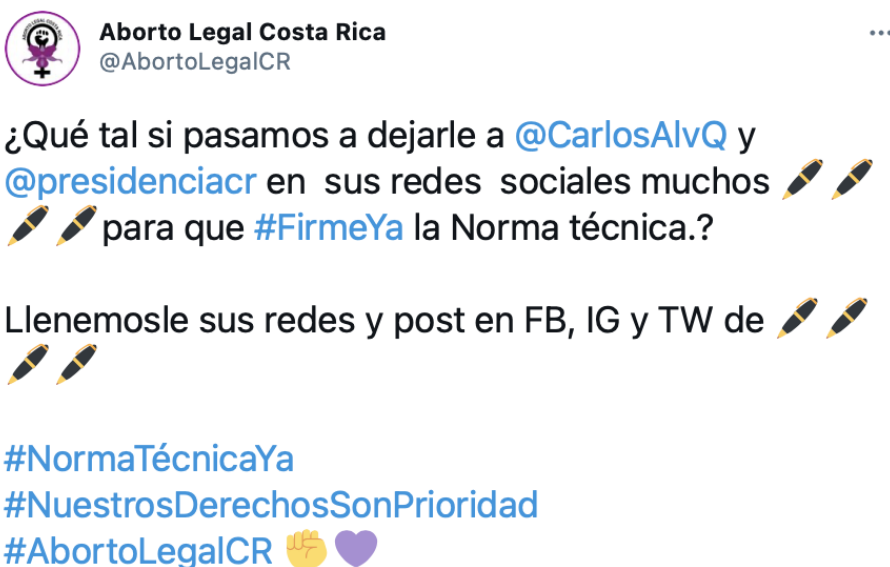 Aborto Legal Costa Rica
@AbortoLegalCR
¿Qué tal si pasamos a dejarle a @CarlosAlvQ y
@presidenciacr en sus redes sociales muchos 🖋️🖋️
🖋️🖋️para que #FirmeYa la Norma técnica.?
Llenemosle sus redes y post en FB, IG y TW de 🖋️🖋️
🖋️🖋️
#NormaTécnicaYa
#NuestrosDerechosSonPrioridad
#AbortoLegalCR ✊💜